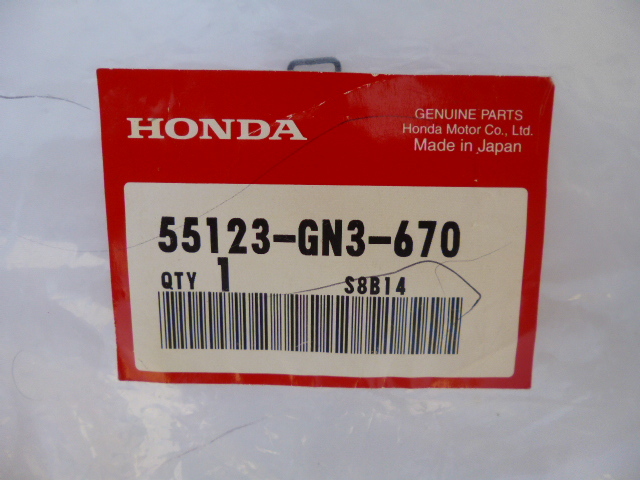 HONDA
GENUINE PARTS
Honda Motor Co., Ltd.
Made in Japan
55123-GN3-670
QTY 1 S8B14